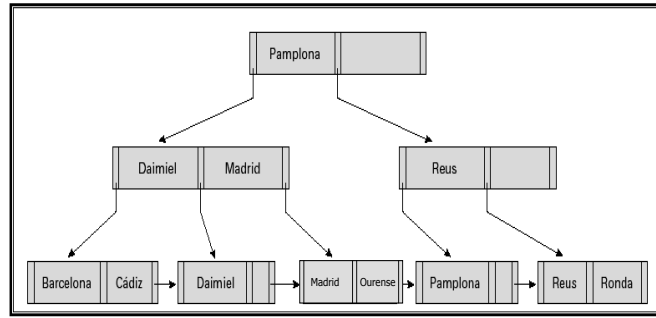 Pamplona
Daimiel Madrid
Reus
Barcelona Cádiz
Daimiel
Madrid Ourense
Pamplona
Reus Ronda